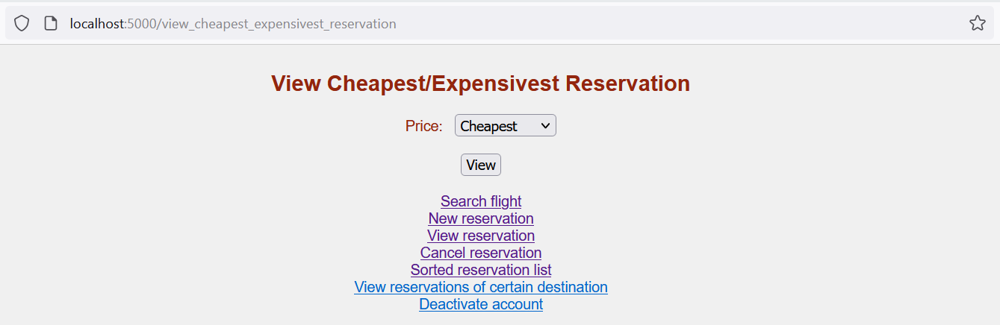 localhost:5000/view_cheapest_expensivest_reservation
View Cheapest/Expensivest Reservation
Price: Cheapest
View
Search flight
New reservation
View reservation
Cancel reservation
Sorted reservation list
View reservations of certain destination
Deactivate account